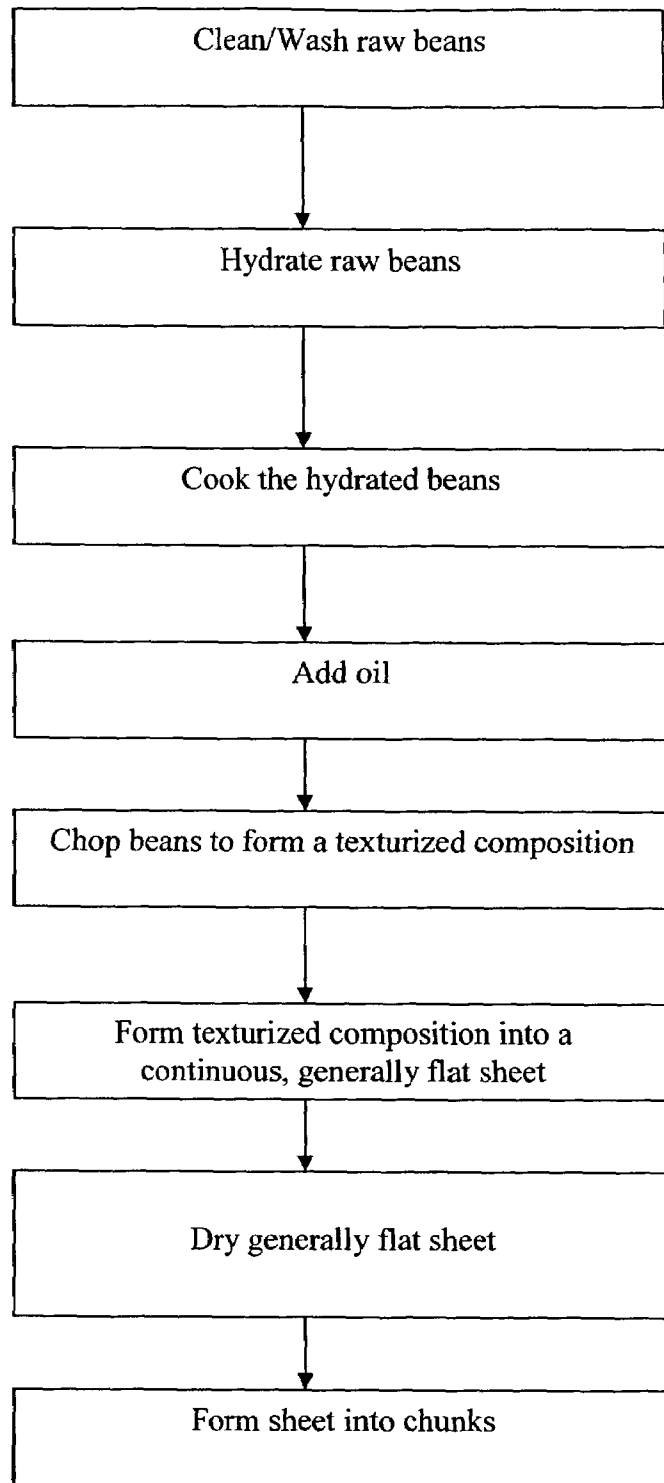 Clean/Wash raw beans
Hydrate raw beans
Cook the hydrated beans
Add oil
Chop beans to form a texturized composition
Form texturized composition into a
continuous, generally flat sheet
Dry generally flat sheet
Form sheet into chunks